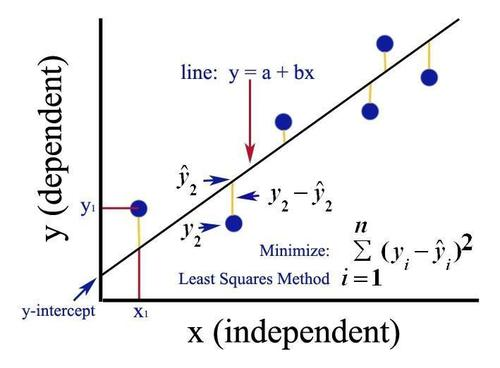 line: y = a + bx
y (dependent)
ŷ₂
y₂ – ŷ₂
y₁
y₂
n
Minimize: Σ (yᵢ – ŷᵢ)²
Least Squares Method i = 1
y-intercept
x₁
x (independent)